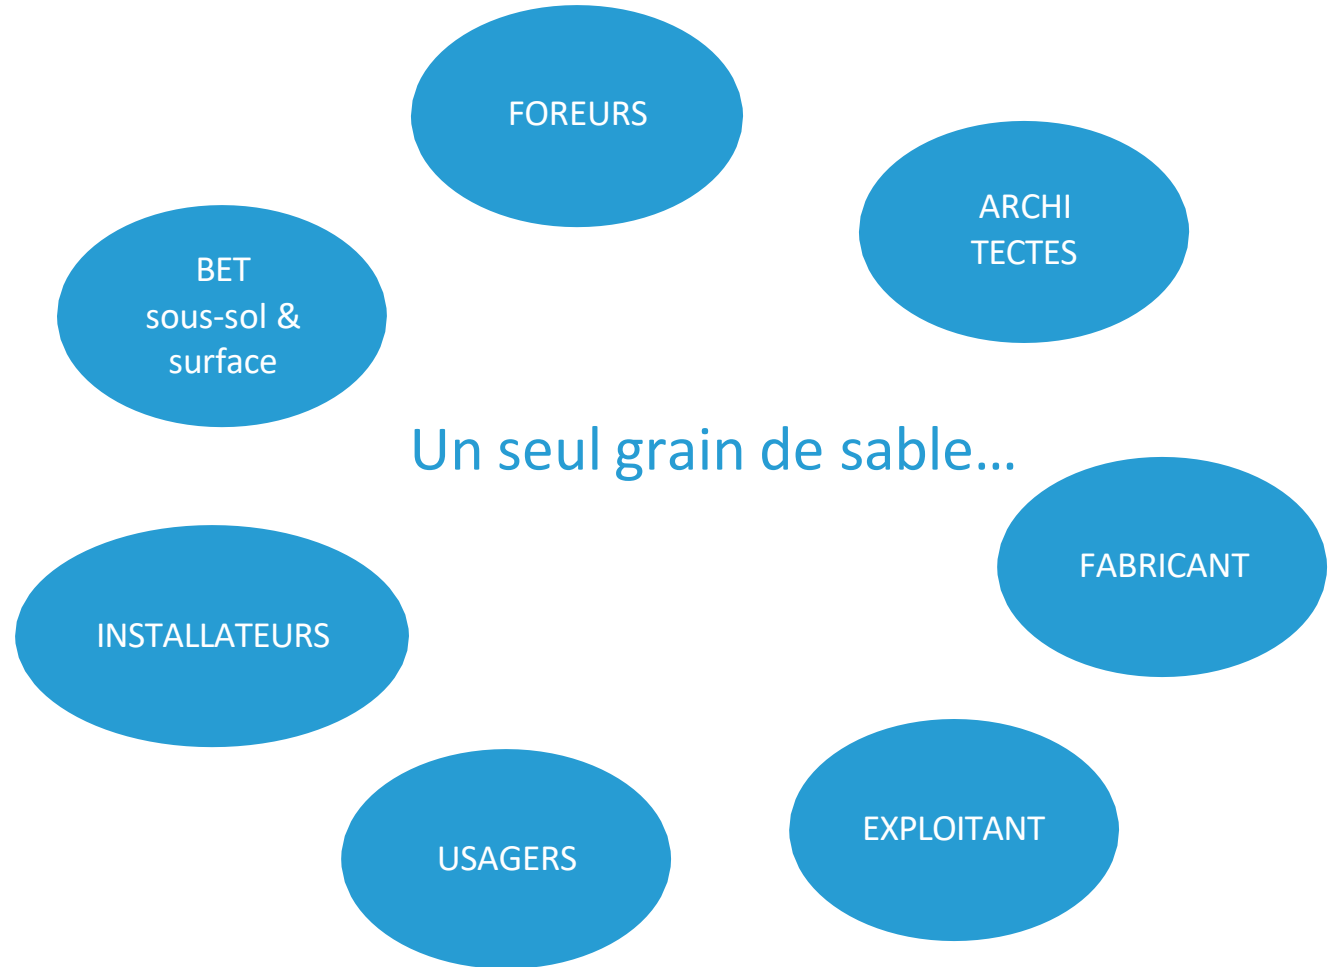 FOREURS
ARCHI
TECTES
BET
sous-sol &
surface
Un seul grain de sable…
FABRICANT
INSTALLATEURS
EXPLOITANT
USAGERS